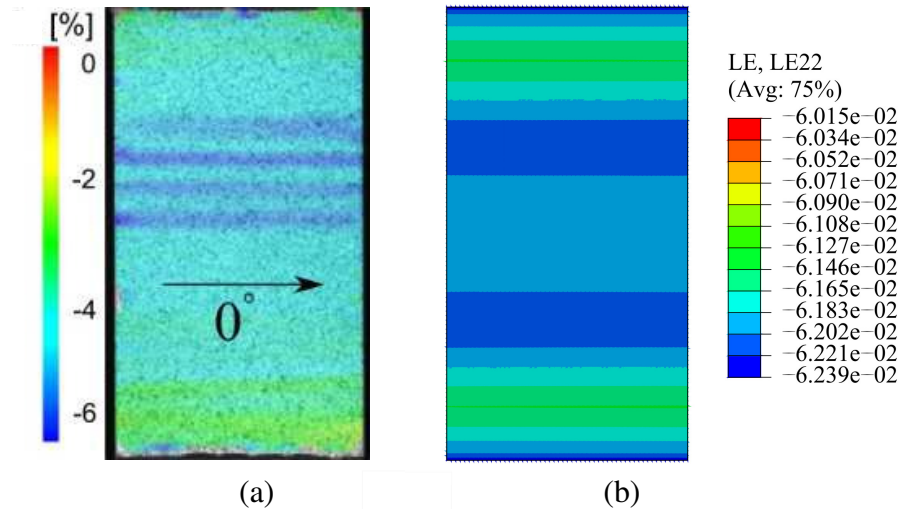 [%]
0
-2
-4
-6
0°
LE, LE22
(Avg: 75%)
−6.015e−02
−6.034e−02
−6.052e−02
−6.071e−02
−6.090e−02
−6.108e−02
−6.127e−02
−6.146e−02
−6.165e−02
−6.183e−02
−6.202e−02
−6.221e−02
−6.239e−02
(a)
(b)